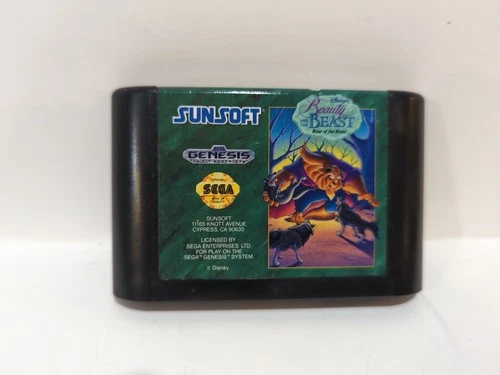 SUNSOFT®
SEGA
GENESIS
SEGA
SUNSOFT
11165 KNOTT AVENUE
CYPRESS, CA 90630
LICENSED BY
SEGA ENTERPRISES LTD.
FOR PLAY ON THE
SEGA™ GENESIS™ SYSTEM
© Disney
Disney's
Beauty
AND THE
BEAST
Roar of the Beast